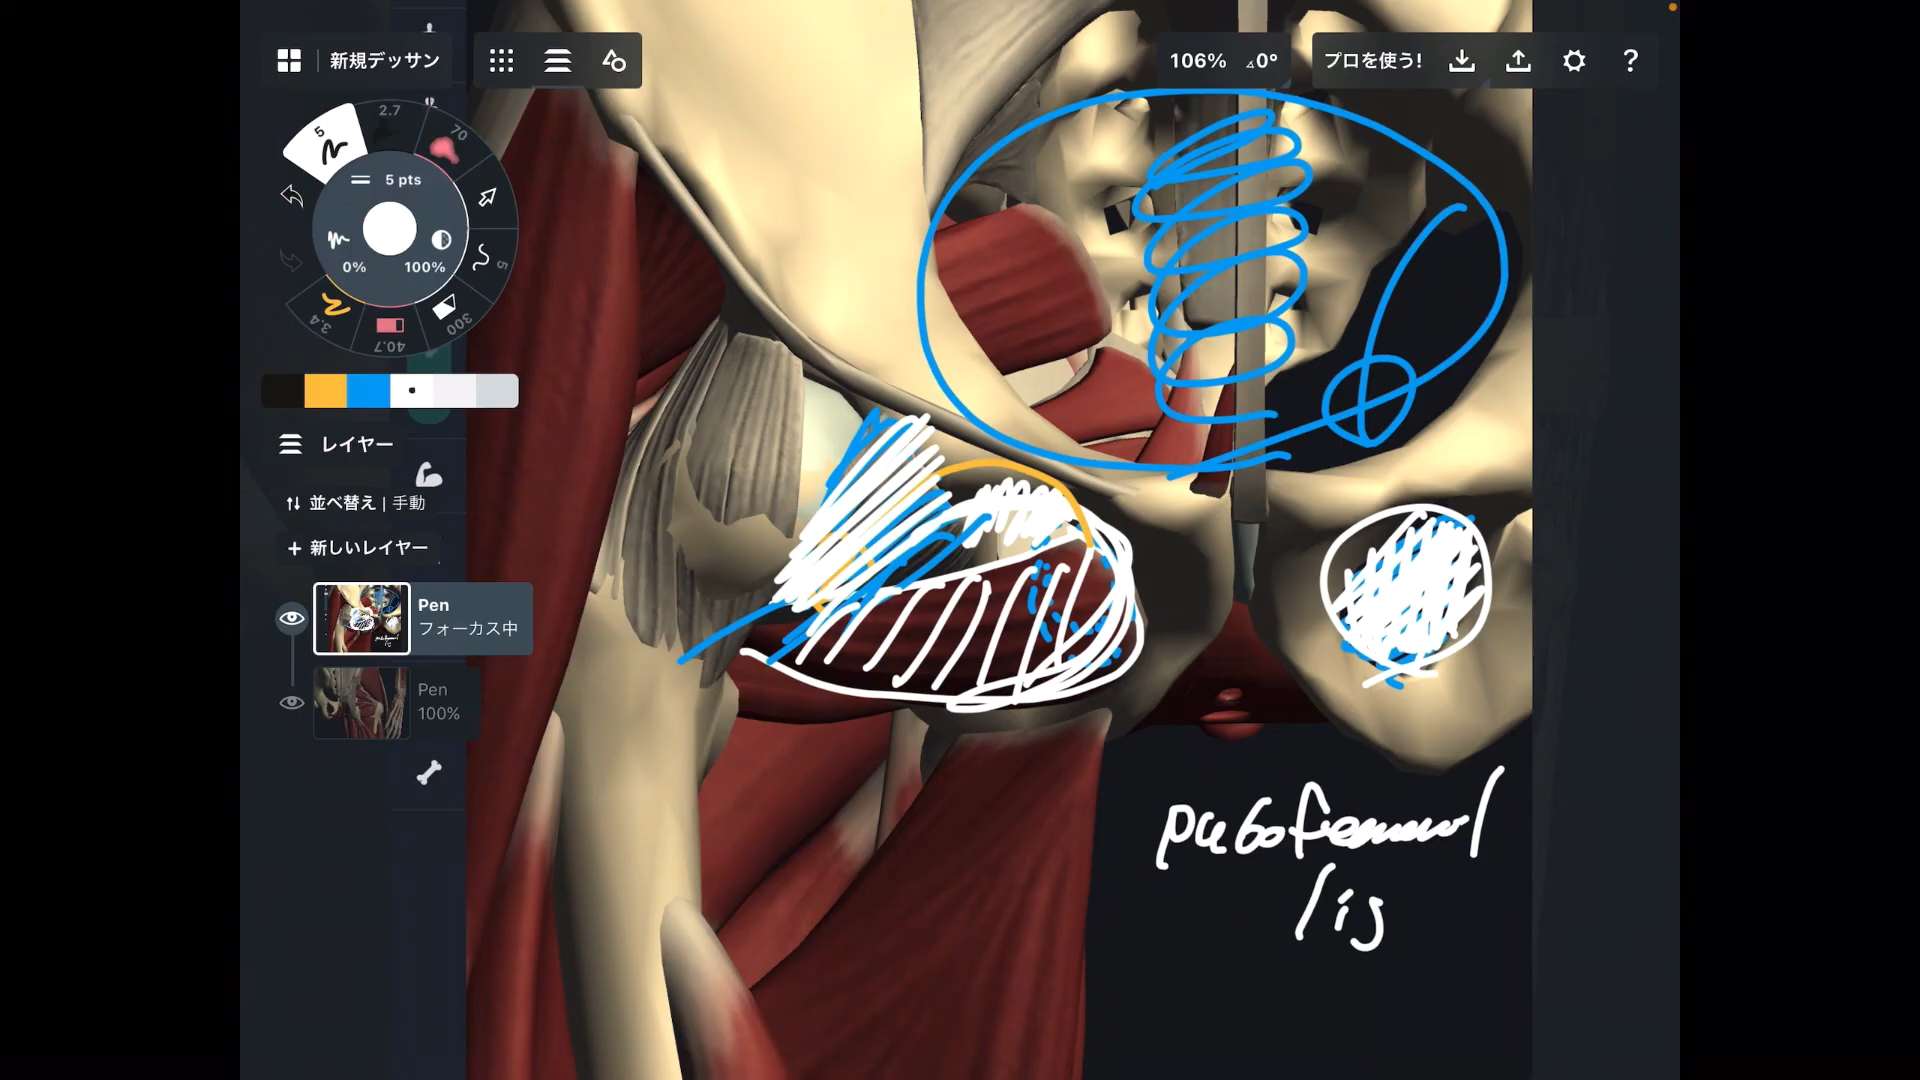 新規デッサン
106% 0°
プロを使う!
?
2.7
5
70
5 pts
0% 100%
5
3.4
40.7
300
レイヤー
並べ替え | 手動
+ 新しいレイヤー
Pen
フォーカス中
Pen
100%
pubofemoral
lig